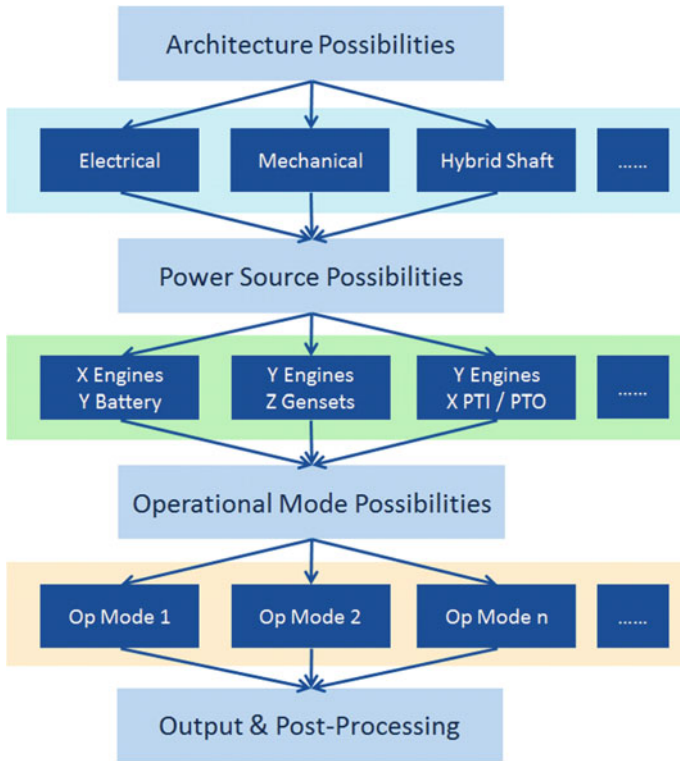 Architecture Possibilities
Electrical
Mechanical
Hybrid Shaft
......
Power Source Possibilities
X Engines
Y Battery
Y Engines
Z Gensets
Y Engines
X PTI / PTO
......
Operational Mode Possibilities
Op Mode 1
Op Mode 2
Op Mode n
......
Output & Post-Processing